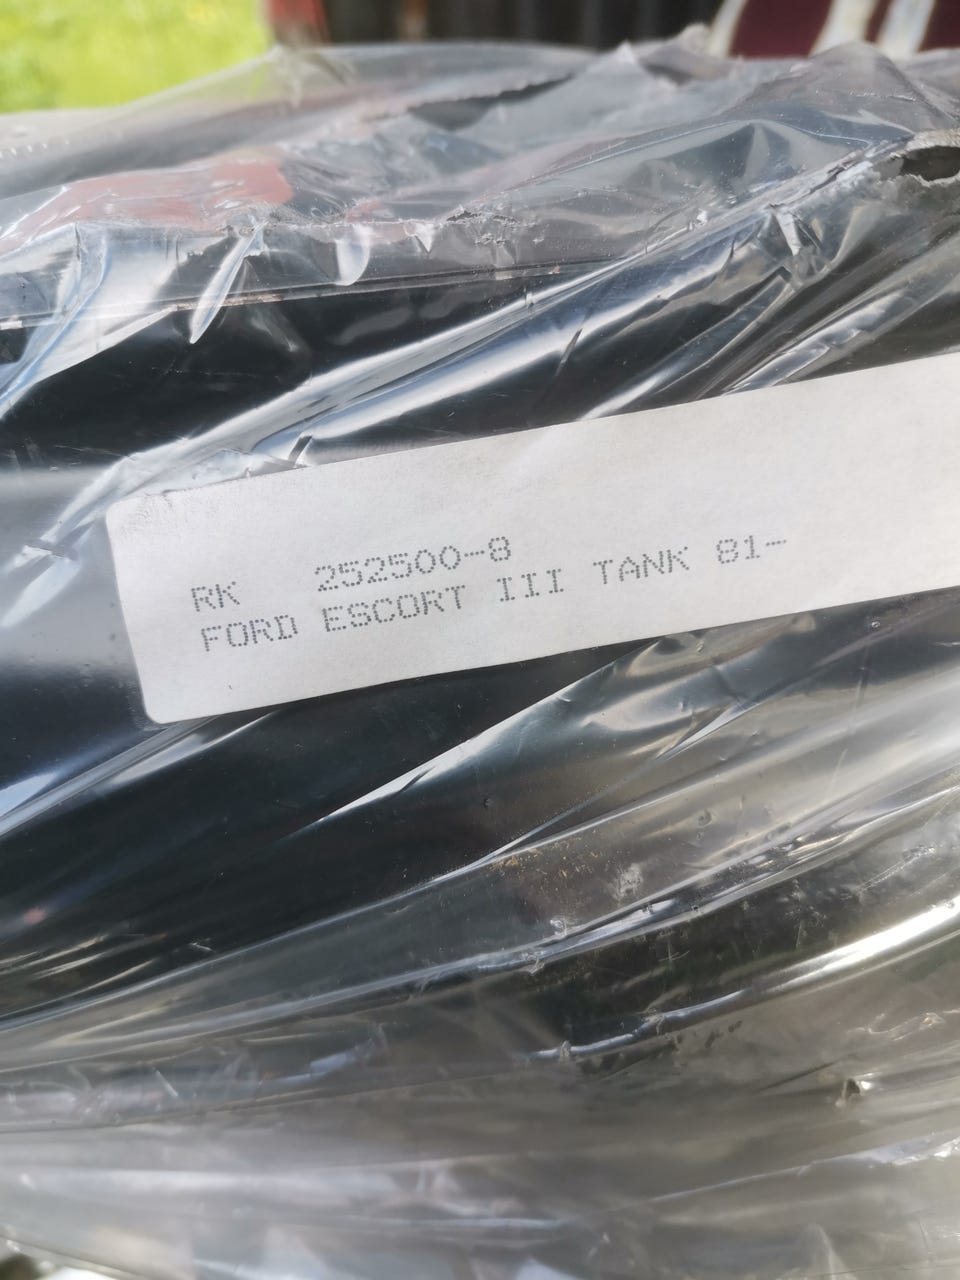 RK 252500-8
FORD ESCORT III TANK 81-